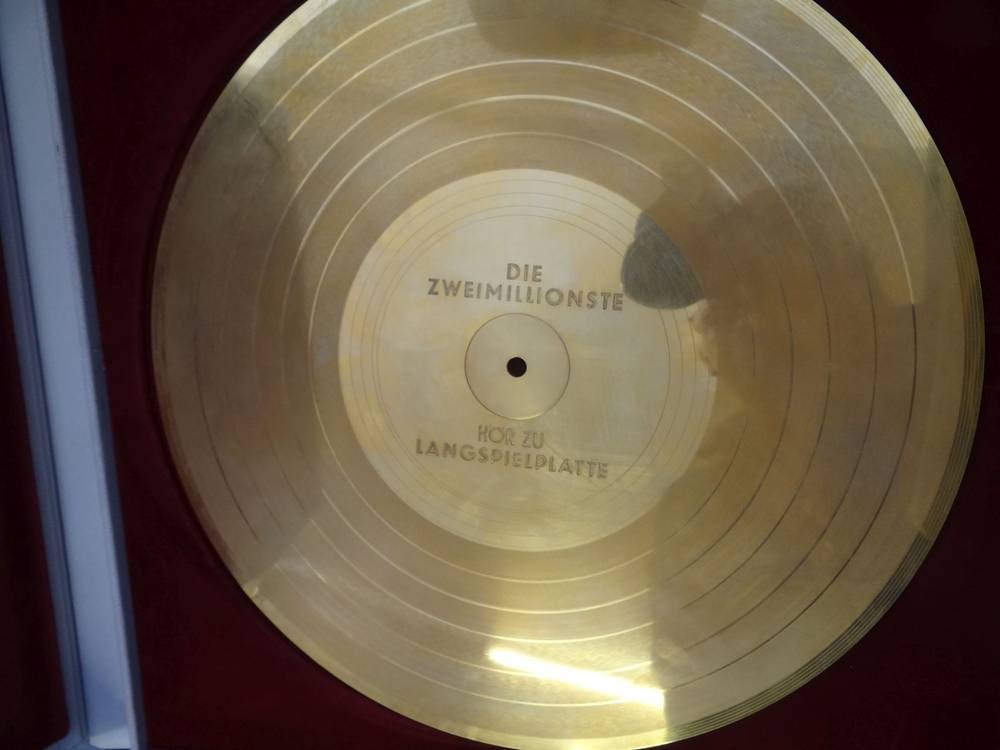 DIE
ZWEIMILLIONSTE
HÖR ZU
LANGSPIELPLATTE